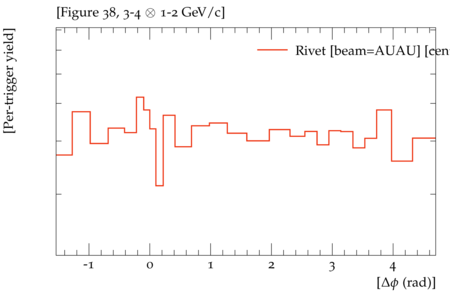 [Figure 38, 3-4 ⊗ 1-2 GeV/c]
[Per-trigger yield]
Rivet [beam=AUAU] [cen
-1 0 1 2 3 4
[Δϕ (rad)]